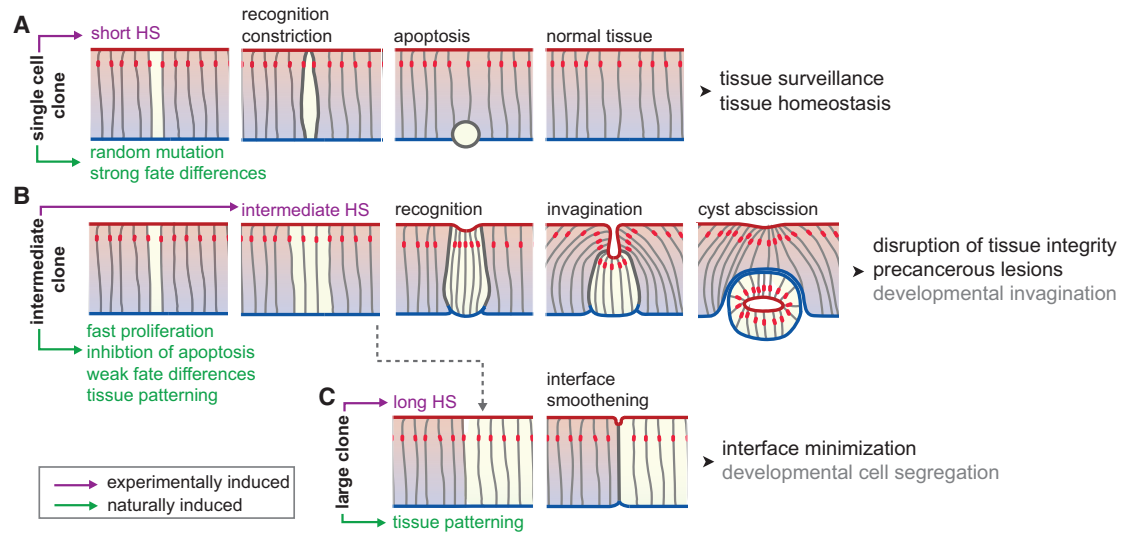 A
short HS
recognition
constriction
apoptosis
normal tissue
single cell
clone
random mutation
strong fate differences
➤ tissue surveillance
tissue homeostasis
B
intermediate HS
recognition
invagination
cyst abscission
intermediate
clone
fast proliferation
inhibtion of apoptosis
weak fate differences
tissue patterning
disruption of tissue integrity
➤ precancerous lesions
developmental invagination
C
long HS
interface
smoothening
large clone
tissue patterning
➤ interface minimization
developmental cell segregation
experimentally induced
naturally induced